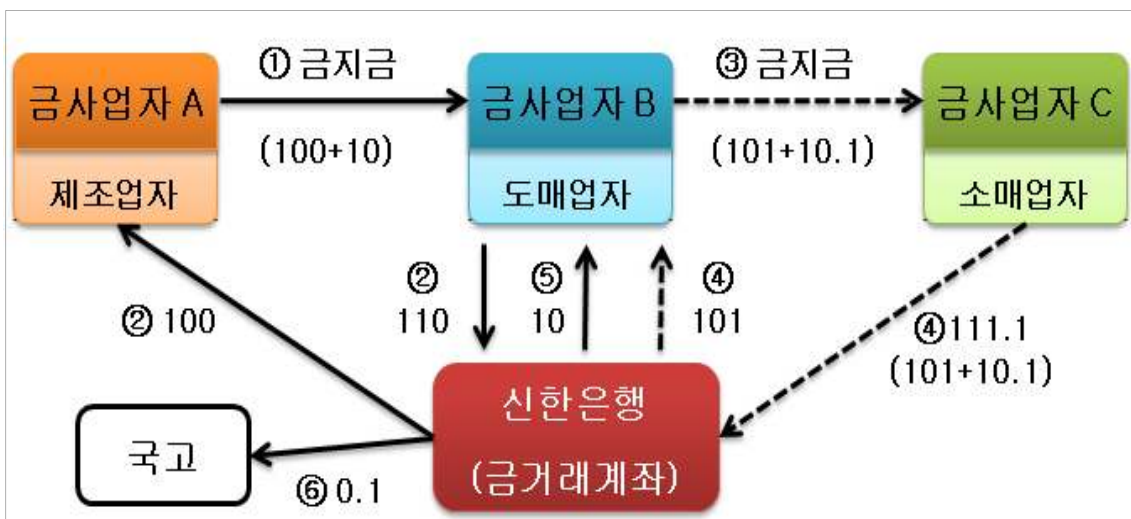 ① 금지금
③ 금지금
금사업자 A
금사업자 B
금사업자 C
(100+10)
(101+10.1)
제조업자
도매업자
소매업자
② 100
②
110
⑤
10
④
101
④111.1
(101+10.1)
신한은행
(금거래계좌)
국고
⑥ 0.1